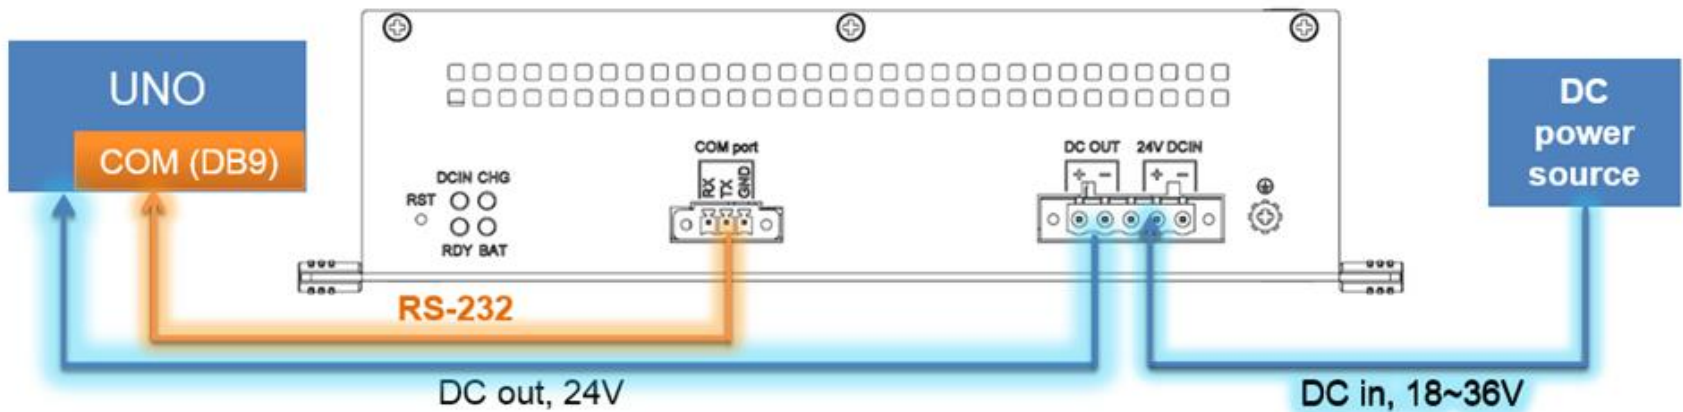 UNO
COM (DB9)
DCIN CHG
RST
RDY BAT
COM port
RX
TX
GND
DC OUT 24V DCIN
+ − + −
DC
power
source
RS-232
DC out, 24V
DC in, 18~36V